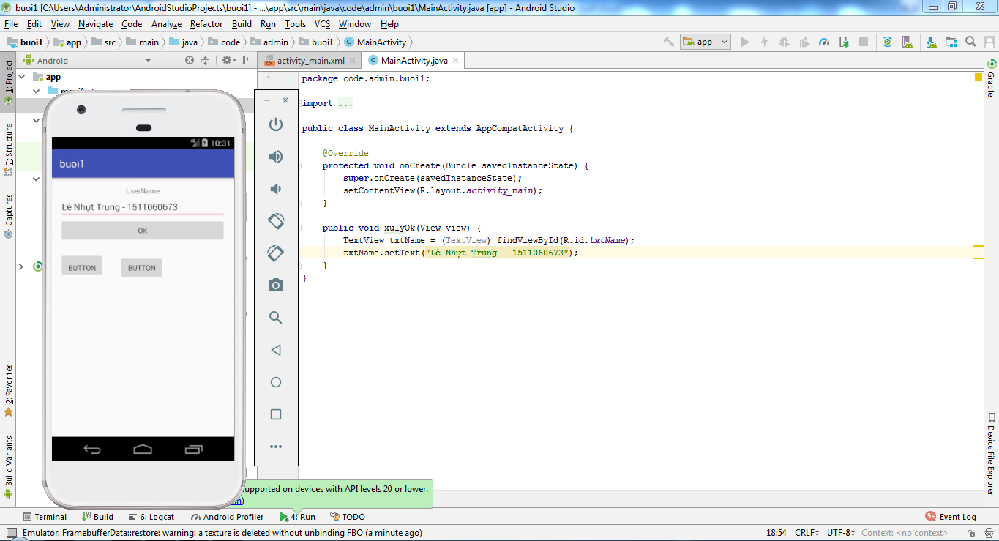 buoi1 [C:\Users\Administrator\AndroidStudioProjects\buoi1] - ...\app\src\main\java\code\admin\buoi1\MainActivity.java [app] - Android Studio
File Edit View Navigate Code Analyze Refactor Build Run Tools VCS Window Help
buoi1 app src main java code admin buoi1 MainActivity
app
Android
activity_main.xml
MainActivity.java
1: Project
7: Structure
Captures
2: Favorites
Build Variants
app
10:31
buoi1
UserName
Lê Nhựt Trung - 1511060673
OK
BUTTON BUTTON
1
package code.admin.buoi1;
import ...
public class MainActivity extends AppCompatActivity {
@Override
protected void onCreate(Bundle savedInstanceState) {
super.onCreate(savedInstanceState);
setContentView(R.layout.activity_main);
}
public void xulyOk(View view) {
TextView txtName = (TextView) findViewById(R.id.txtName);
txtName.setText("Lê Nhựt Trung - 1511060673");
}
}
Gradle
Device File Explorer
supported on devices with API levels 20 or lower.
Terminal Build 6: Logcat Android Profiler 4: Run TODO
9+ Event Log
Emulator: FramebufferData::restore: warning: a texture is deleted without unbinding FBO (a minute ago)
18:54 CRLF UTF-8 Context: <no context>